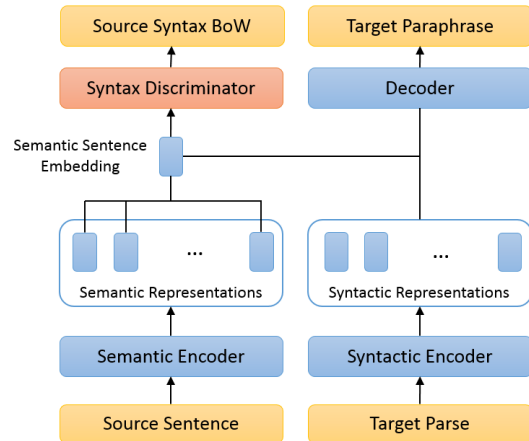 Source Syntax BoW
Target Paraphrase
Syntax Discriminator
Decoder
Semantic Sentence
Embedding
...
...
Semantic Representations
Syntactic Representations
Semantic Encoder
Syntactic Encoder
Source Sentence
Target Parse